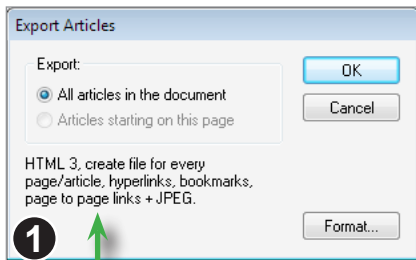 Export Articles
Export:
All articles in the document
Articles starting on this page
OK
Cancel
HTML 3, create file for every
page/article, hyperlinks, bookmarks,
page to page links + JPEG.
Format...
1